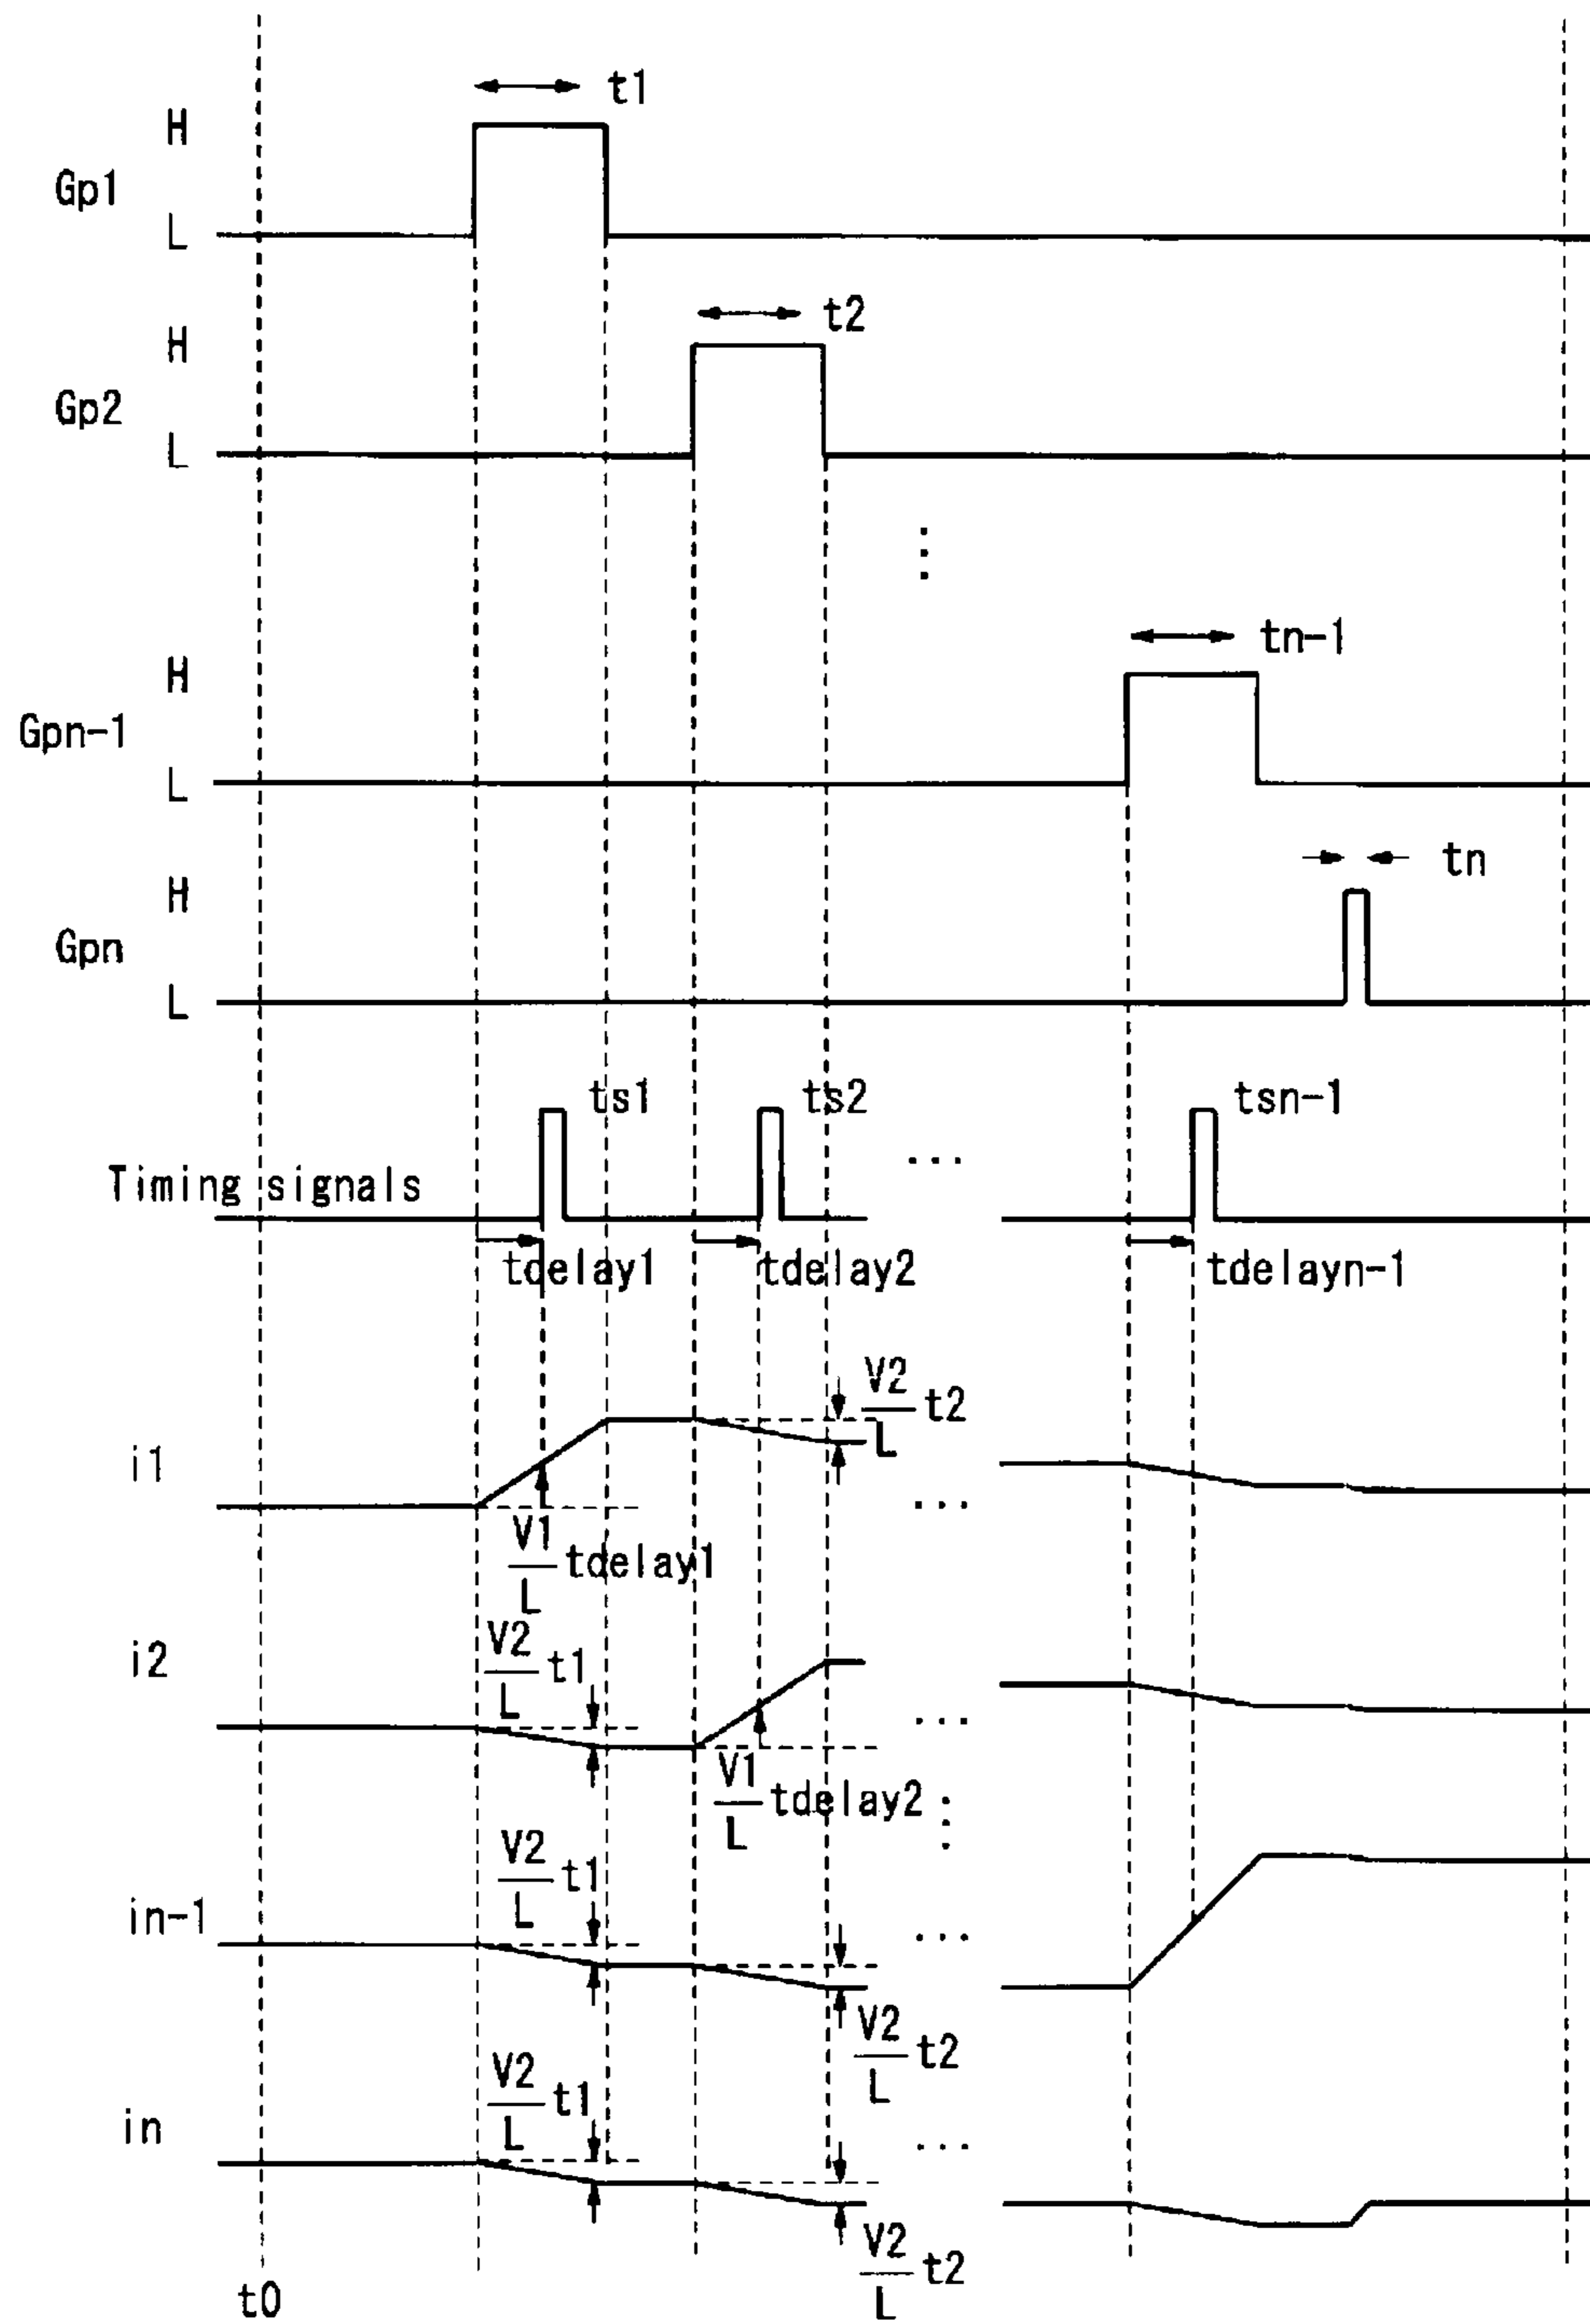 t1
H
Gp1
L
t2
H
Gp2
L
⋮
tn-1
H
Gpn-1
L
tn
H
Gpn
L
ts1 ts2 tsn-1
Timing signals ...
tdelay1 tdelay2 tdelayn-1
V2/L t2
i1
...
V1/L tdelay1
i2
V2/L t1
...
V1/L tdelay2
⋮
V2/L t1
in-1
...
V2/L t2
V2/L t1
in
...
V2/L t2
t0